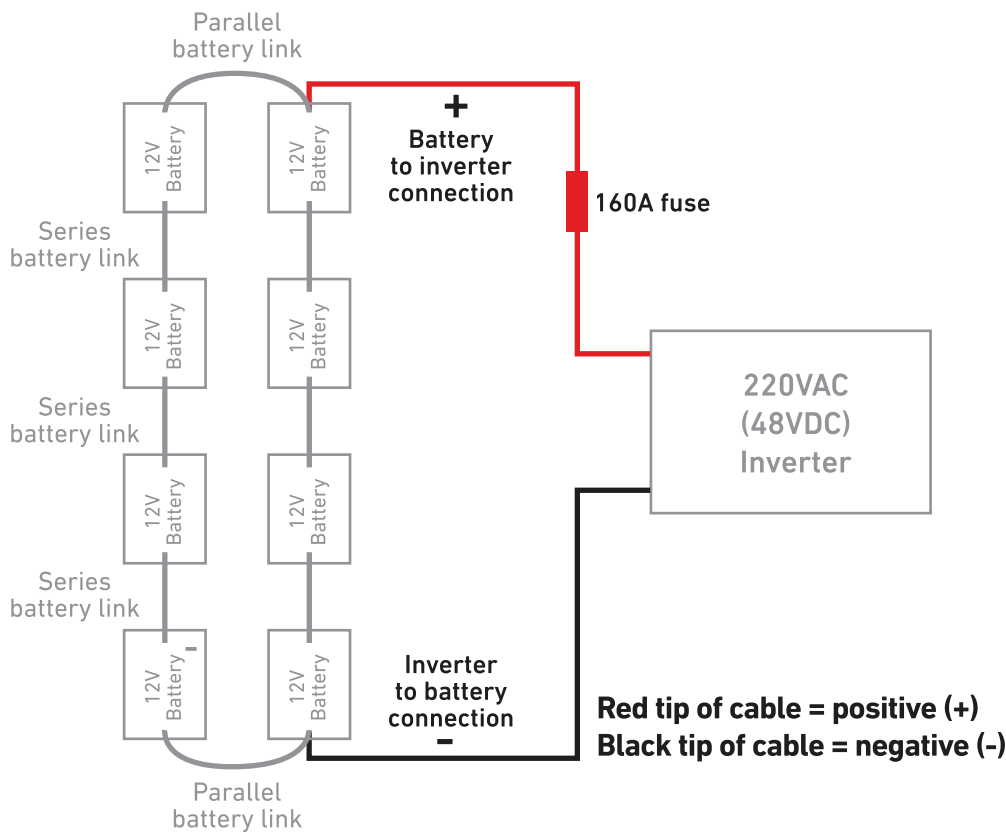 Parallel
battery link
12V
Battery
12V
Battery
+
Battery
to inverter
connection
160A fuse
Series
battery link
12V
Battery
12V
Battery
220VAC
(48VDC)
Inverter
Series
battery link
12V
Battery
12V
Battery
Series
battery link
12V
Battery
-
12V
Battery
Inverter
to battery
connection
-
Red tip of cable = positive (+)
Black tip of cable = negative (-)
Parallel
battery link